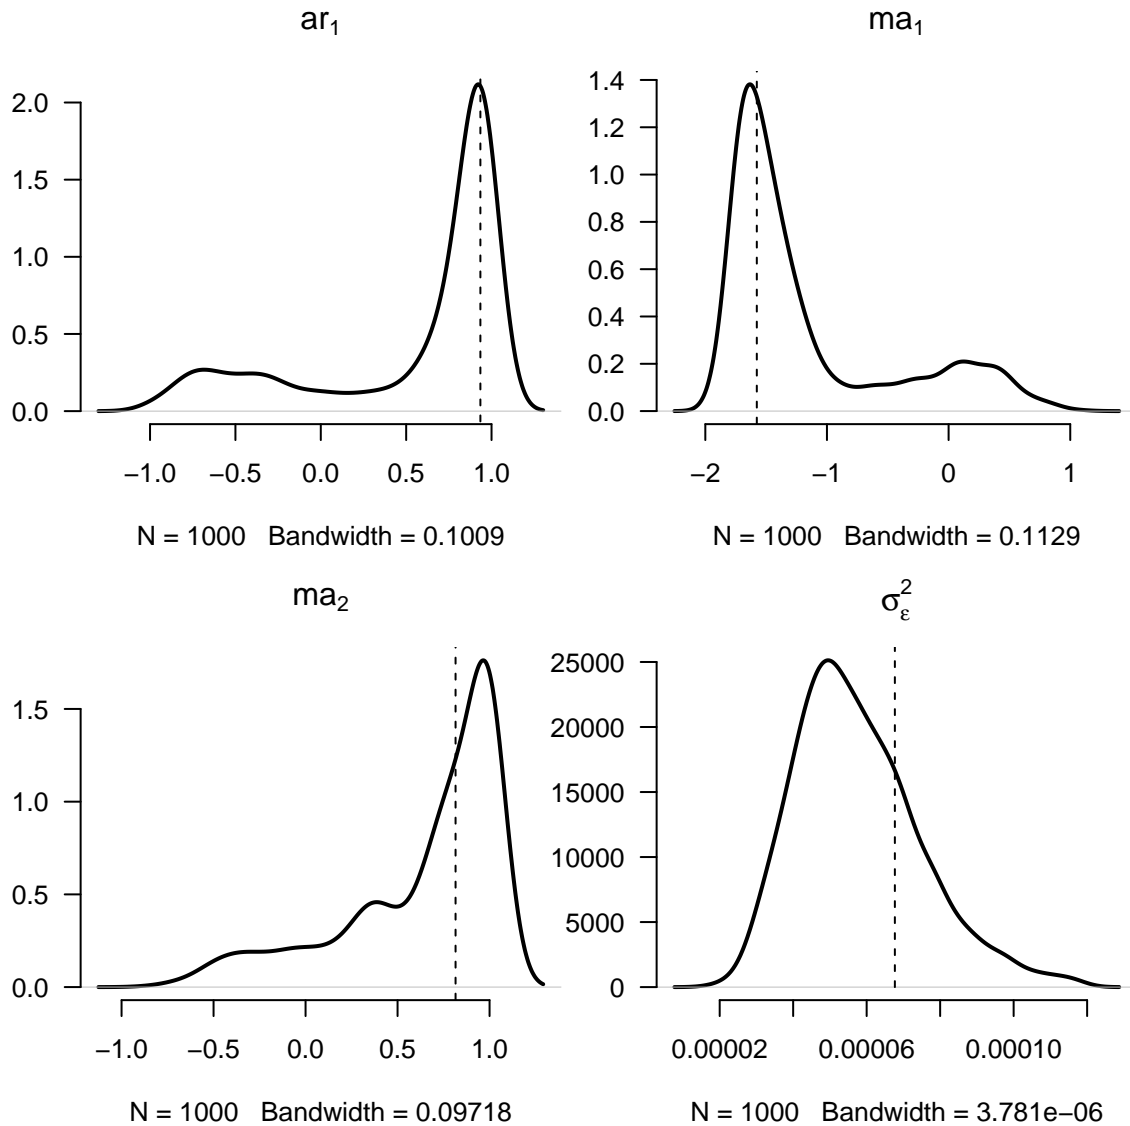 ar₁
2.0
1.5
1.0
0.5
0.0
−1.0 −0.5 0.0 0.5 1.0
N = 1000 Bandwidth = 0.1009
ma₁
1.4
1.2
1.0
0.8
0.6
0.4
0.2
0.0
−2 −1 0 1
N = 1000 Bandwidth = 0.1129
ma₂
1.5
1.0
0.5
0.0
−1.0 −0.5 0.0 0.5 1.0
N = 1000 Bandwidth = 0.09718
σ²ε
25000
20000
15000
10000
5000
0
0.00002 0.00006 0.00010
N = 1000 Bandwidth = 3.781e−06